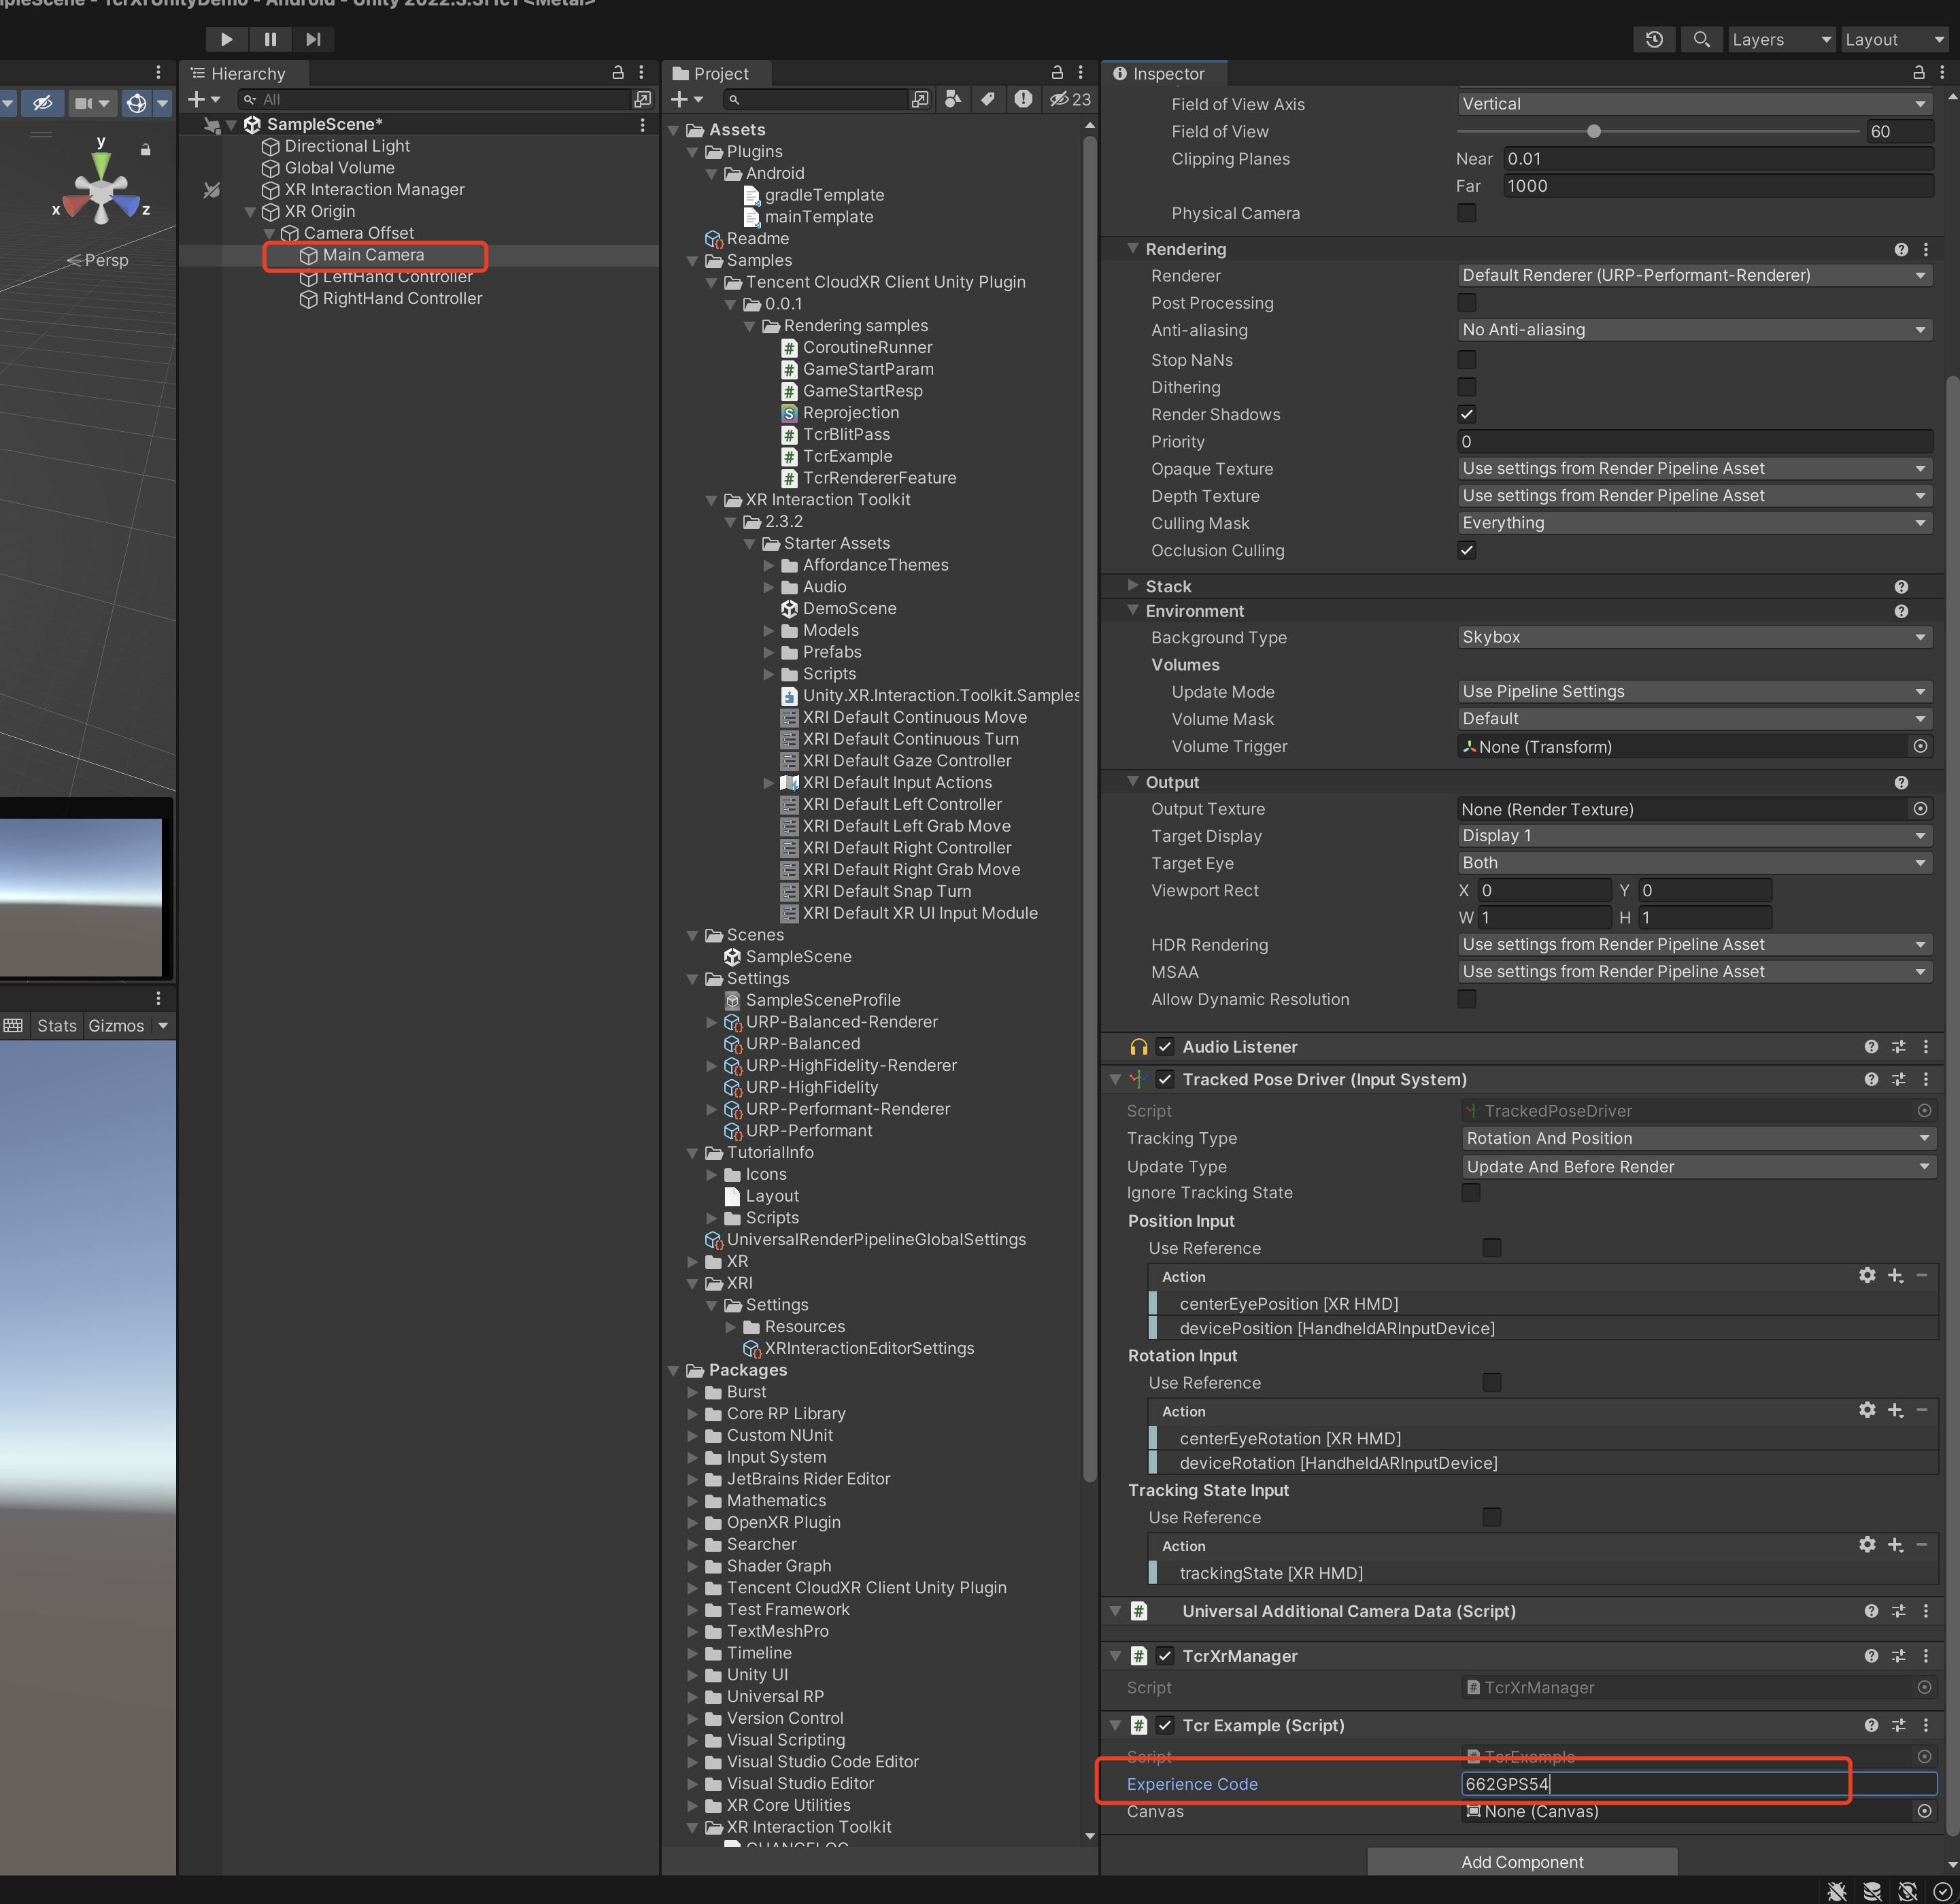 Layers
Layout
Hierarchy
All
SampleScene*
Directional Light
Global Volume
XR Interaction Manager
XR Origin
Camera Offset
Main Camera
LeftHand Controller
RightHand Controller
y
x
z
Persp
Stats
Gizmos
Project
23
Assets
Plugins
Android
gradleTemplate
mainTemplate
Readme
Samples
Tencent CloudXR Client Unity Plugin
0.0.1
Rendering samples
CoroutineRunner
GameStartParam
GameStartResp
Reprojection
TcrBlitPass
TcrExample
TcrRendererFeature
XR Interaction Toolkit
2.3.2
Starter Assets
AffordanceThemes
Audio
DemoScene
Models
Prefabs
Scripts
Unity.XR.Interaction.Toolkit.Samples
XRI Default Continuous Move
XRI Default Continuous Turn
XRI Default Gaze Controller
XRI Default Input Actions
XRI Default Left Controller
XRI Default Left Grab Move
XRI Default Right Controller
XRI Default Right Grab Move
XRI Default Snap Turn
XRI Default XR UI Input Module
Scenes
SampleScene
Settings
SampleSceneProfile
URP-Balanced-Renderer
URP-Balanced
URP-HighFidelity-Renderer
URP-HighFidelity
URP-Performant-Renderer
URP-Performant
TutorialInfo
Icons
Layout
Scripts
UniversalRenderPipelineGlobalSettings
XR
XRI
Settings
Resources
XRInteractionEditorSettings
Packages
Burst
Core RP Library
Custom NUnit
Input System
JetBrains Rider Editor
Mathematics
OpenXR Plugin
Searcher
Shader Graph
Tencent CloudXR Client Unity Plugin
Test Framework
TextMeshPro
Timeline
Unity UI
Universal RP
Version Control
Visual Scripting
Visual Studio Code Editor
Visual Studio Editor
XR Core Utilities
XR Interaction Toolkit
Inspector
Field of View Axis Vertical
Field of View 60
Clipping Planes Near 0.01
Far 1000
Physical Camera
Rendering
Renderer Default Renderer (URP-Performant-Renderer)
Post Processing
Anti-aliasing No Anti-aliasing
Stop NaNs
Dithering
Render Shadows
Priority 0
Opaque Texture Use settings from Render Pipeline Asset
Depth Texture Use settings from Render Pipeline Asset
Culling Mask Everything
Occlusion Culling
Stack
Environment
Background Type Skybox
Volumes
Update Mode Use Pipeline Settings
Volume Mask Default
Volume Trigger None (Transform)
Output
Output Texture None (Render Texture)
Target Display Display 1
Target Eye Both
Viewport Rect X 0 Y 0
W 1 H 1
HDR Rendering Use settings from Render Pipeline Asset
MSAA Use settings from Render Pipeline Asset
Allow Dynamic Resolution
Audio Listener
Tracked Pose Driver (Input System)
Script TrackedPoseDriver
Tracking Type Rotation And Position
Update Type Update And Before Render
Ignore Tracking State
Position Input
Use Reference
Action
centerEyePosition [XR HMD]
devicePosition [HandheldARInputDevice]
Rotation Input
Use Reference
Action
centerEyeRotation [XR HMD]
deviceRotation [HandheldARInputDevice]
Tracking State Input
Use Reference
Action
trackingState [XR HMD]
Universal Additional Camera Data (Script)
TcrXrManager
Script TcrXrManager
Tcr Example (Script)
Script TcrExample
Experience Code 662GPS54
Canvas None (Canvas)
Add Component